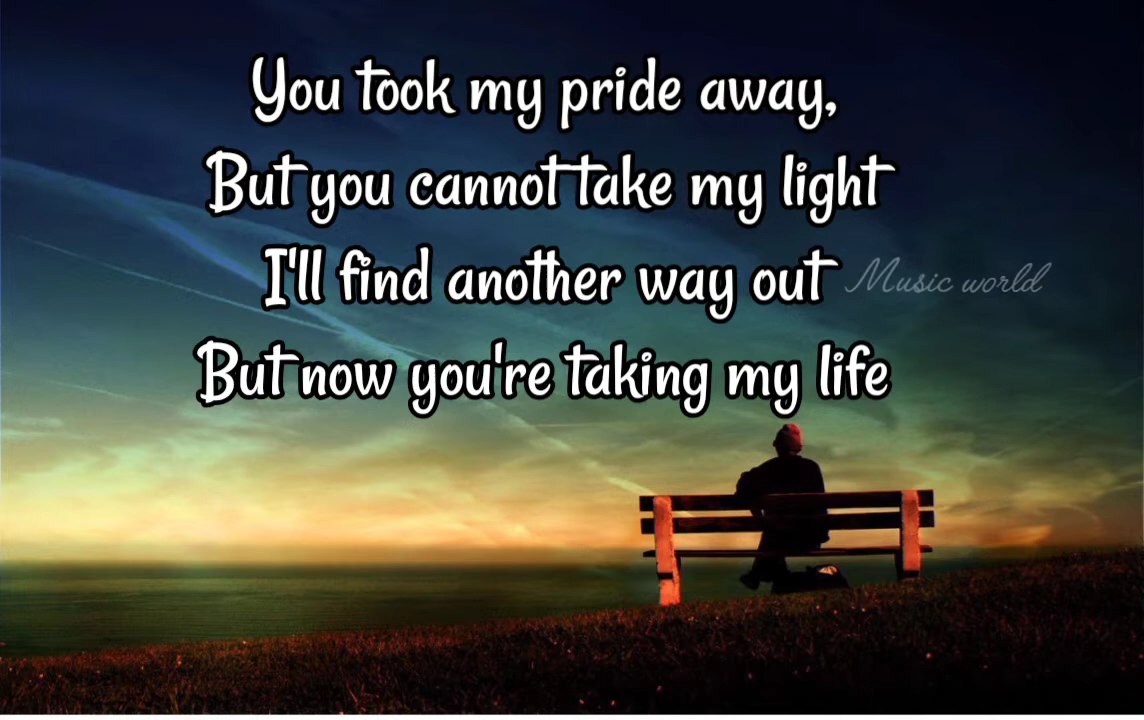 You took my pride away,
But you cannot take my light
I'll find another way out
Music world
But now you're taking my life